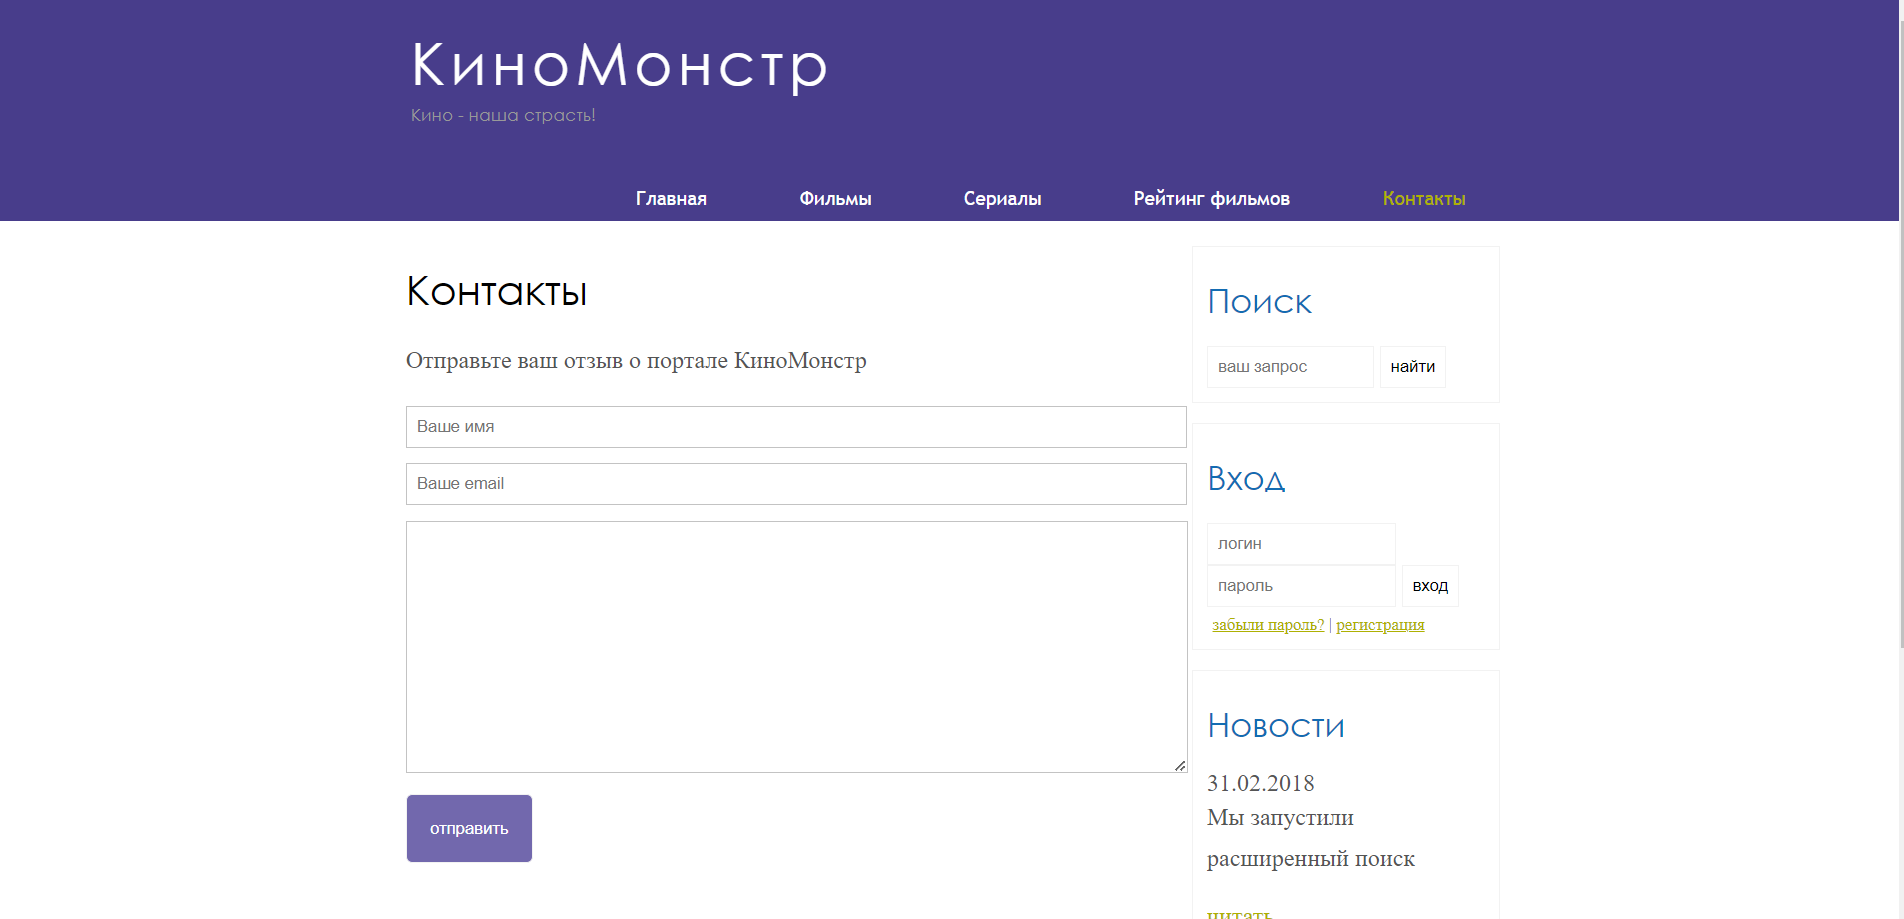 КиноМонстр
Кино - наша страсть!
Главная Фильмы Сериалы Рейтинг фильмов Контакты
Контакты
Отправьте ваш отзыв о портале КиноМонстр
Ваше имя
Ваше email
отправить
Поиск
ваш запрос найти
Вход
логин
пароль вход
забыли пароль? | регистрация
Новости
31.02.2018
Мы запустили
расширенный поиск
читать